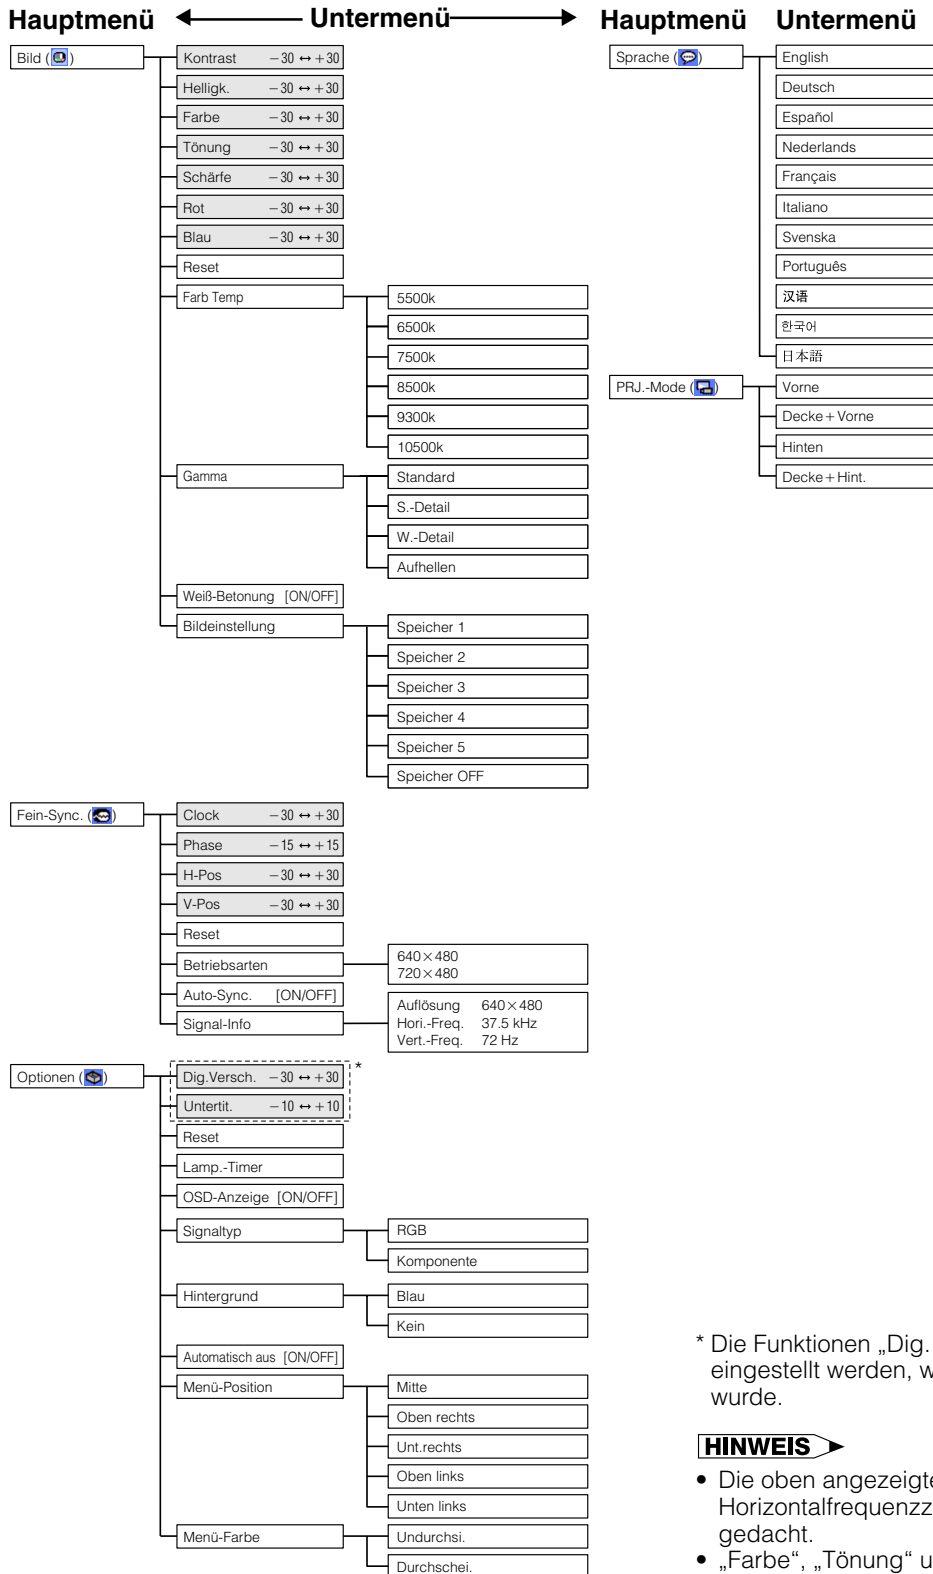 Hauptmenü Untermenü Hauptmenü Untermenü
Bild ( )
Kontrast −30 ↔ +30
Helligk. −30 ↔ +30
Farbe −30 ↔ +30
Tönung −30 ↔ +30
Schärfe −30 ↔ +30
Rot −30 ↔ +30
Blau −30 ↔ +30
Reset
Farb Temp
5500k
6500k
7500k
8500k
9300k
10500k
Gamma
Standard
S.-Detail
W.-Detail
Aufhellen
Weiß-Betonung [ON/OFF]
Bildeinstellung
Speicher 1
Speicher 2
Speicher 3
Speicher 4
Speicher 5
Speicher OFF
Fein-Sync. ( )
Clock −30 ↔ +30
Phase −15 ↔ +15
H-Pos −30 ↔ +30
V-Pos −30 ↔ +30
Reset
Betriebsarten
640×480
720×480
Auto-Sync. [ON/OFF]
Signal-Info
Auflösung 640×480
Hori.-Freq. 37.5 kHz
Vert.-Freq. 72 Hz
Optionen ( )
Dig.Versch. −30 ↔ +30 *
Untertit. −10 ↔ +10
Reset
Lamp.-Timer
OSD-Anzeige [ON/OFF]
Signaltyp
RGB
Komponente
Hintergrund
Blau
Kein
Automatisch aus [ON/OFF]
Menü-Position
Mitte
Oben rechts
Unt.rechts
Oben links
Unten links
Menü-Farbe
Undurchsi.
Durchschei.
Sprache ( )
English
Deutsch
Español
Nederlands
Français
Italiano
Svenska
Português
汉语
한국어
日本語
PRJ.-Mode ( )
Vorne
Decke+Vorne
Hinten
Decke+Hint.
* Die Funktionen „Dig.
eingestellt werden, w
wurde.
HINWEIS
• Die oben angezeigte
Horizontalfrequenzz
gedacht.
• „Farbe“, „Tönung“ u